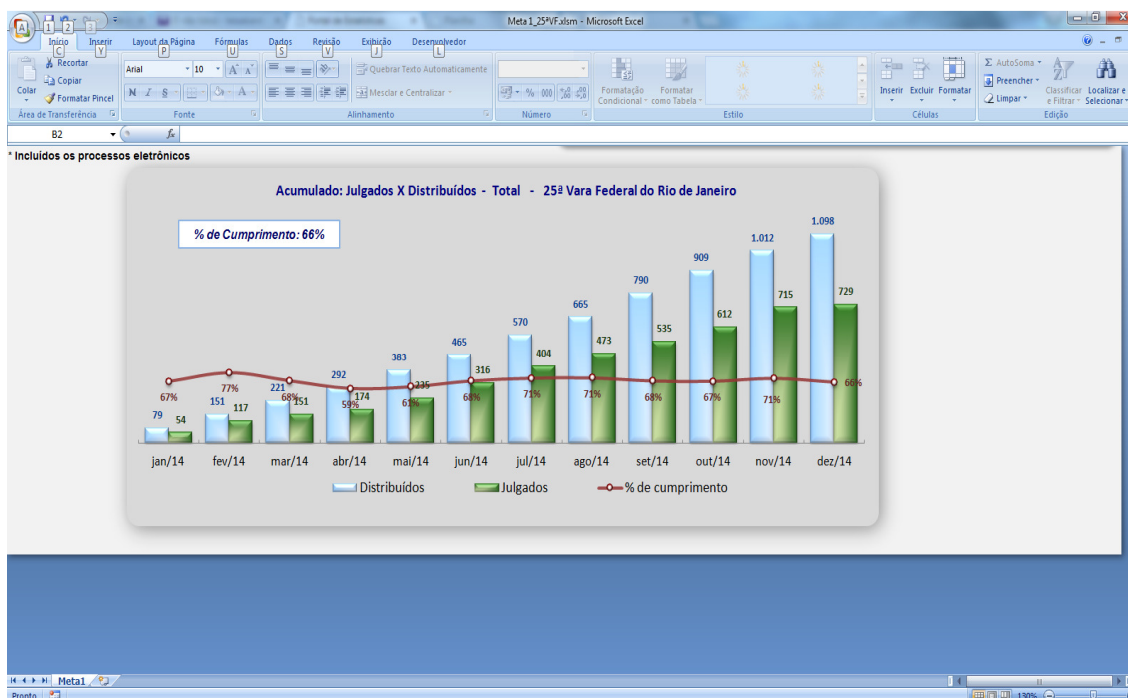 Meta 1_25ªVF.xlsm - Microsoft Excel
1 2
A
Início Inserir Layout da Página Fórmulas Dados Revisão Exibição Desenvolvedor
C Y P U S V J L
Colar
Recortar
Copiar
Formatar Pincel
Área de Transferência
Arial 10
N I S
Fonte
Quebrar Texto Automaticamente
Mesclar e Centralizar
Alinhamento
% 000
Número
Formatação Condicional
Formatar como Tabela
Estilo
Inserir Excluir Formatar
Células
Σ AutoSoma
Preencher
Limpar
Classificar e Filtrar
Localizar e Selecionar
Edição
B2
fx
* Incluídos os processos eletrônicos
Acumulado: Julgados X Distribuídos - Total - 25ª Vara Federal do Rio de Janeiro
% de Cumprimento: 66%
79 151 221 292 383 465 570 665 790 909 1.012 1.098
54 117 151 174 235 316 404 473 535 612 715 729
67% 77% 68% 59% 61% 68% 71% 71% 68% 67% 71% 66%
jan/14 fev/14 mar/14 abr/14 mai/14 jun/14 jul/14 ago/14 set/14 out/14 nov/14 dez/14
Distribuídos Julgados % de cumprimento
Meta1
Pronto
130%